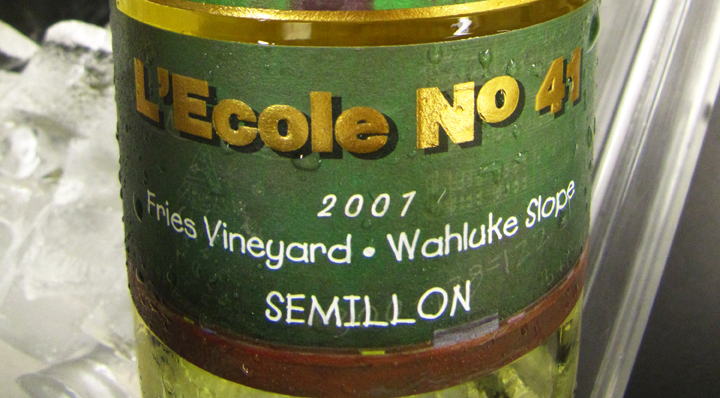 L'Ecole No 41
2007
Fries Vineyard • Wahluke Slope
SEMILLON